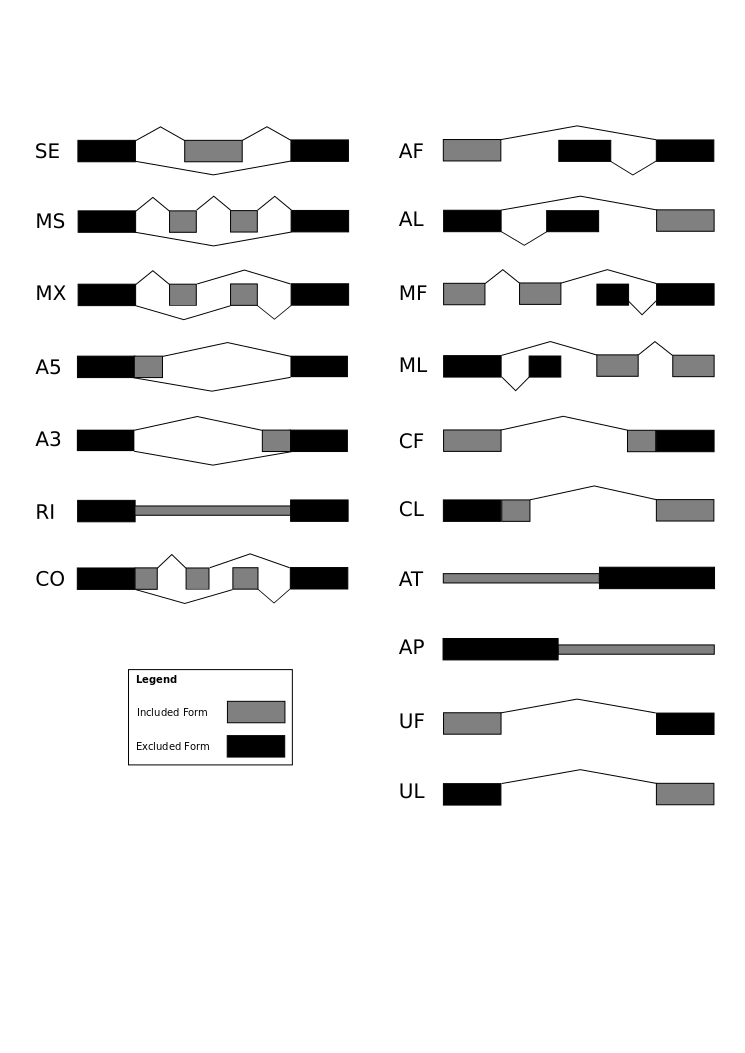 SE
MS
MX
A5
A3
RI
CO
Legend
Included Form
Excluded Form
AF
AL
MF
ML
CF
CL
AT
AP
UF
UL